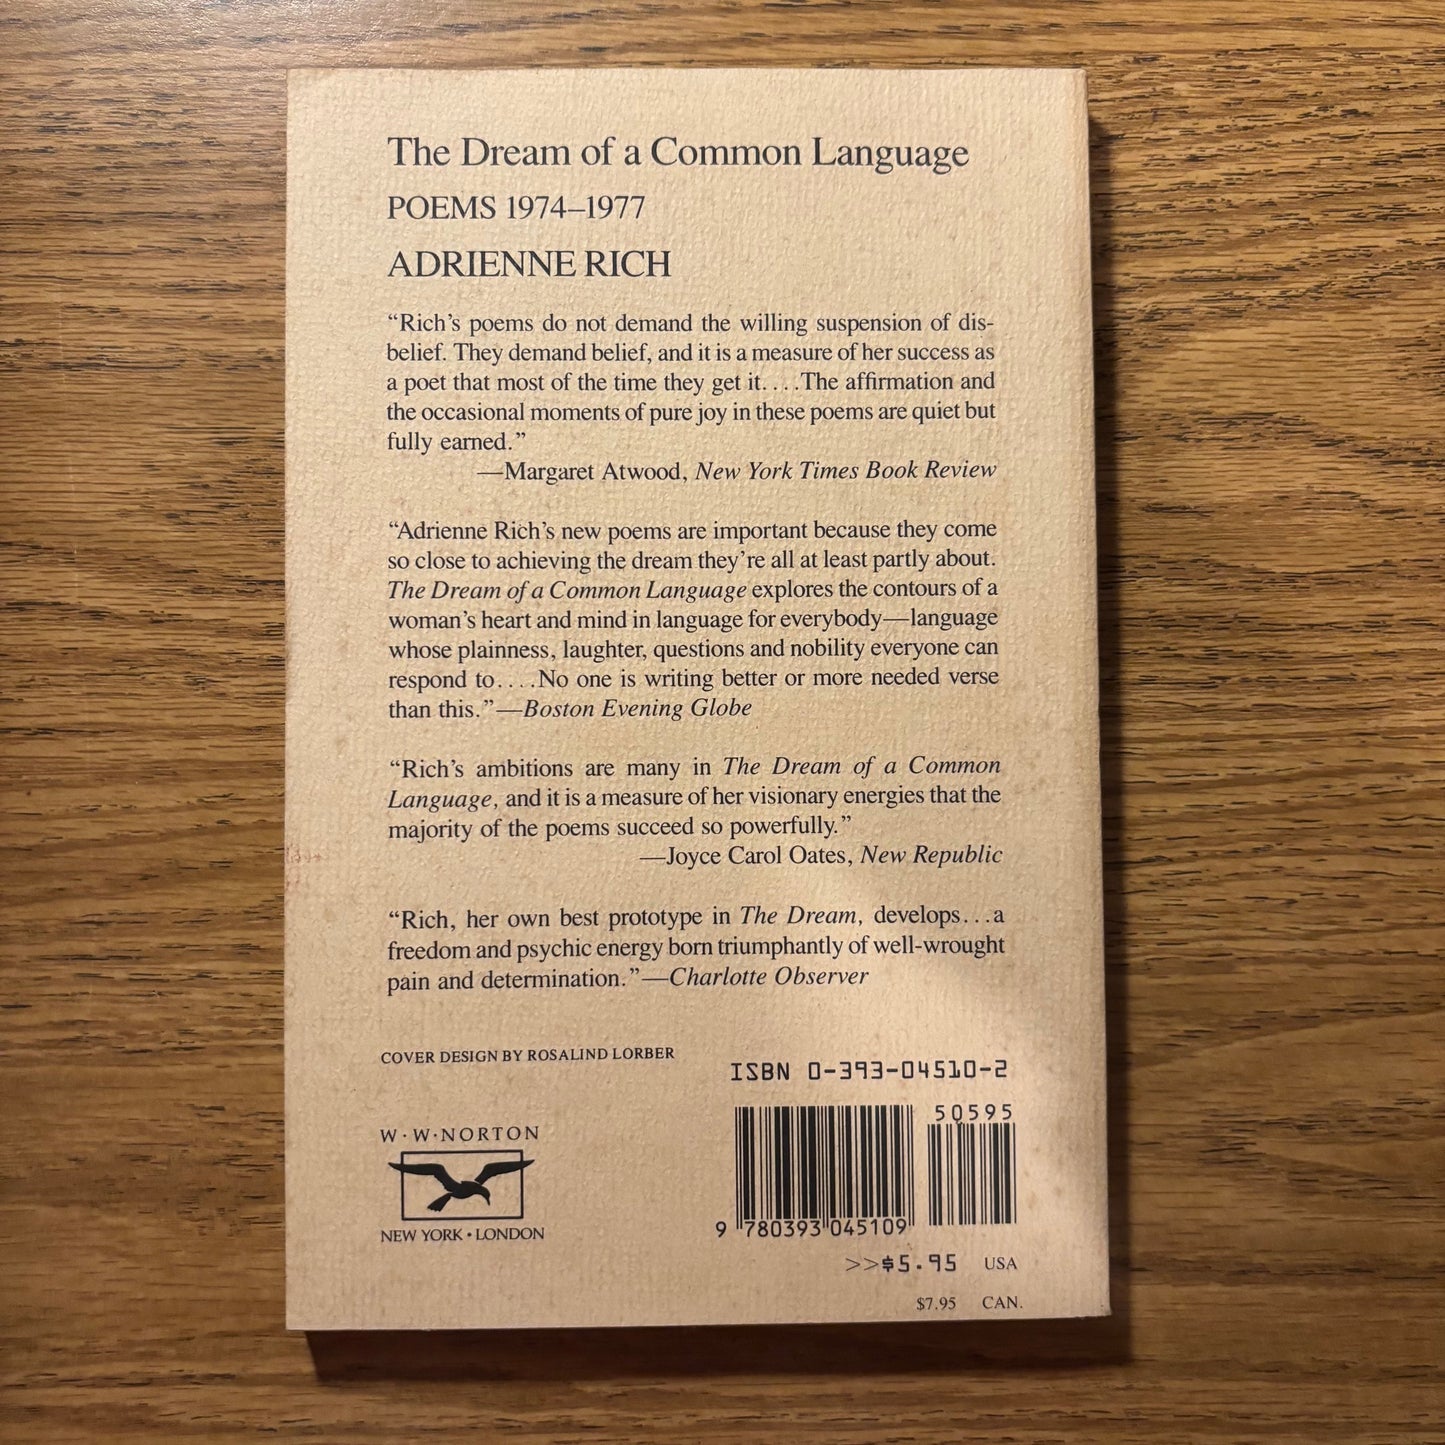 The Dream of a Common Language
POEMS 1974–1977
ADRIENNE RICH
“Rich’s poems do not demand the willing suspension of dis-
belief. They demand belief, and it is a measure of her success as
a poet that most of the time they get it. . . .The affirmation and
the occasional moments of pure joy in these poems are quiet but
fully earned.”
—Margaret Atwood, New York Times Book Review
“Adrienne Rich’s new poems are important because they come
so close to achieving the dream they’re all at least partly about.
The Dream of a Common Language explores the contours of a
woman’s heart and mind in language for everybody—language
whose plainness, laughter, questions and nobility everyone can
respond to. . . .No one is writing better or more needed verse
than this.”—Boston Evening Globe
“Rich’s ambitions are many in The Dream of a Common
Language, and it is a measure of her visionary energies that the
majority of the poems succeed so powerfully.”
—Joyce Carol Oates, New Republic
“Rich, her own best prototype in The Dream, develops. . .a
freedom and psychic energy born triumphantly of well-wrought
pain and determination.”—Charlotte Observer
COVER DESIGN BY ROSALIND LORBER
ISBN 0-393-04510-2
50595
W·W·NORTON
NEW YORK • LONDON
9 780393 045109
>>$5.95 USA
$7.95 CAN.